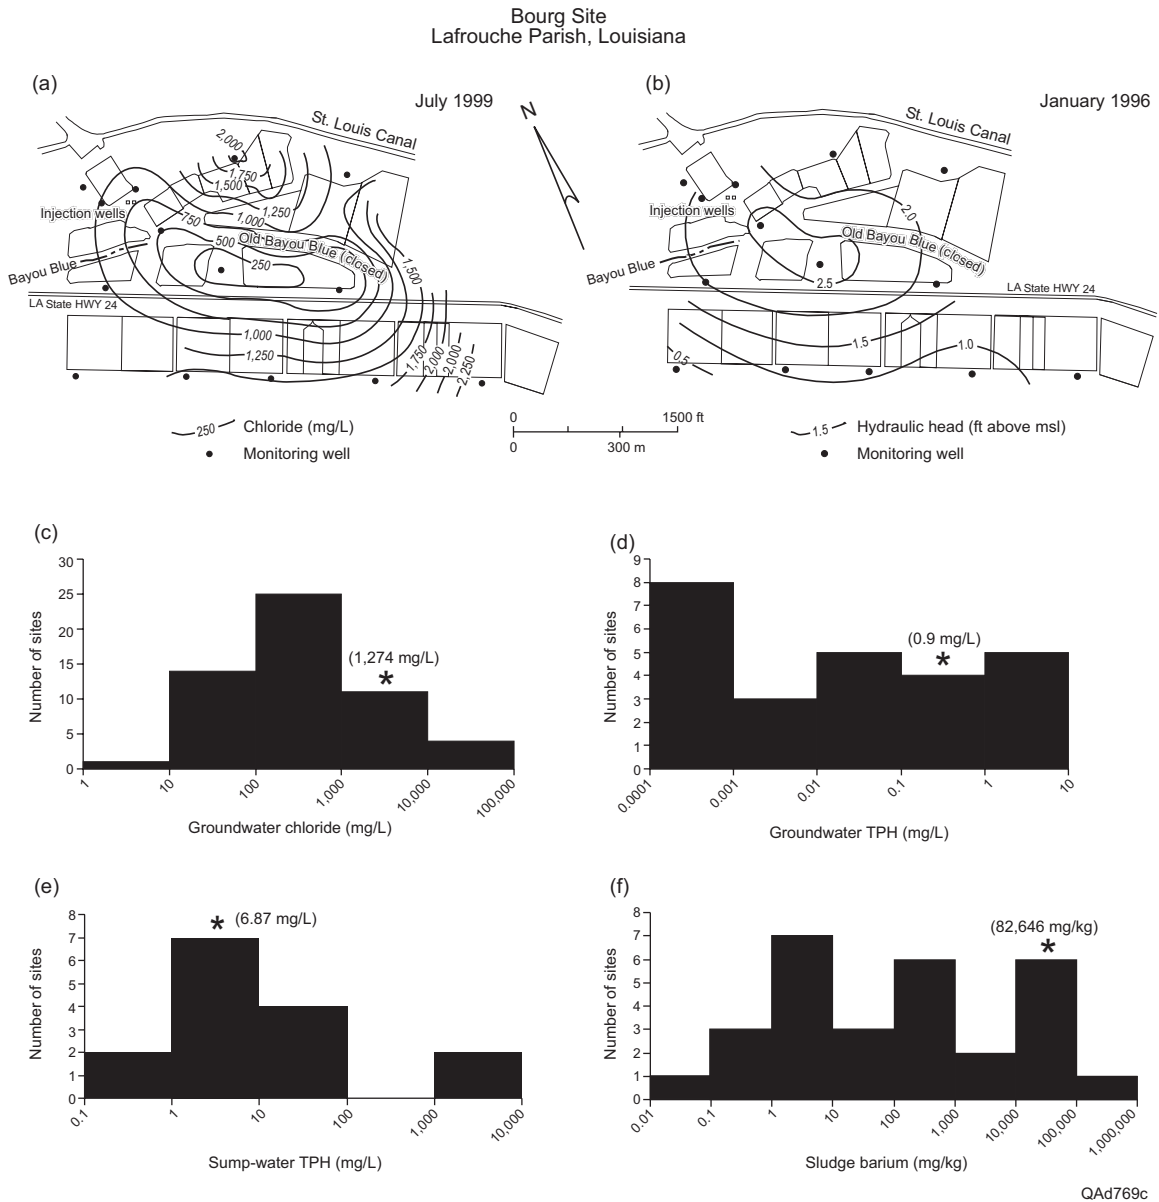 Bourg Site
Lafrouche Parish, Louisiana
(a)
July 1999
N
St. Louis Canal
2,000
1,750
1,500
1,250
1,000
750
500
250
Injection wells
Old Bayou Blue (closed)
Bayou Blue
1,500
LA State HWY 24
1,000
1,250
1,750
2,000
2,000
2,250
250 Chloride (mg/L)
Monitoring well
0 1500 ft
0 300 m
(b)
January 1996
St. Louis Canal
2.0
Injection wells
Old Bayou Blue (closed)
Bayou Blue
2.5
LA State HWY 24
1.5
1.0
0.5
1.5 Hydraulic head (ft above msl)
Monitoring well
(c)
Number of sites
30
25
20
15
10
5
0
(1,274 mg/L)
*
1 10 100 1,000 10,000 100,000
Groundwater chloride (mg/L)
(d)
Number of sites
9
8
7
6
5
4
3
2
1
0
(0.9 mg/L)
*
0.0001 0.001 0.01 0.1 1 10
Groundwater TPH (mg/L)
(e)
Number of sites
8
7
6
5
4
3
2
1
0
* (6.87 mg/L)
0.1 1 10 100 1,000 10,000
Sump-water TPH (mg/L)
(f)
Number of sites
8
7
6
5
4
3
2
1
0
(82,646 mg/kg)
*
0.01 0.1 1 10 100 1,000 10,000 100,000 1,000,000
Sludge barium (mg/kg)
QAd769c